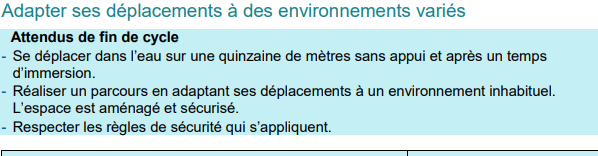 Adapter ses déplacements à des environnements variés
Attendus de fin de cycle
- Se déplacer dans l'eau sur une quinzaine de mètres sans appui et après un temps
d'immersion.
- Réaliser un parcours en adaptant ses déplacements à un environnement inhabituel.
L'espace est aménagé et sécurisé.
- Respecter les règles de sécurité qui s'appliquent.